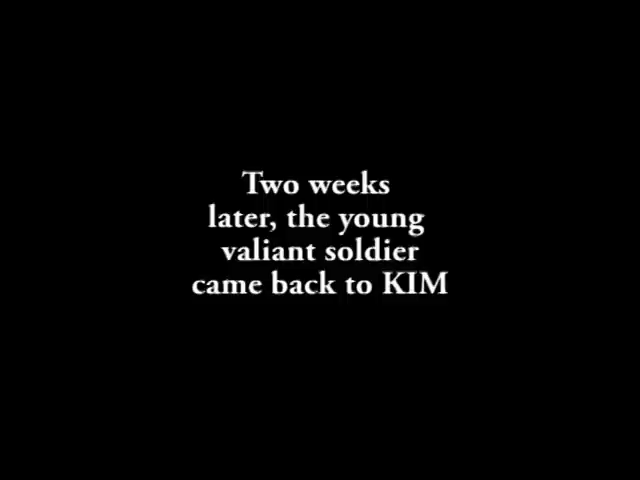 Two weeks
later, the young
valiant soldier
came back to KIM